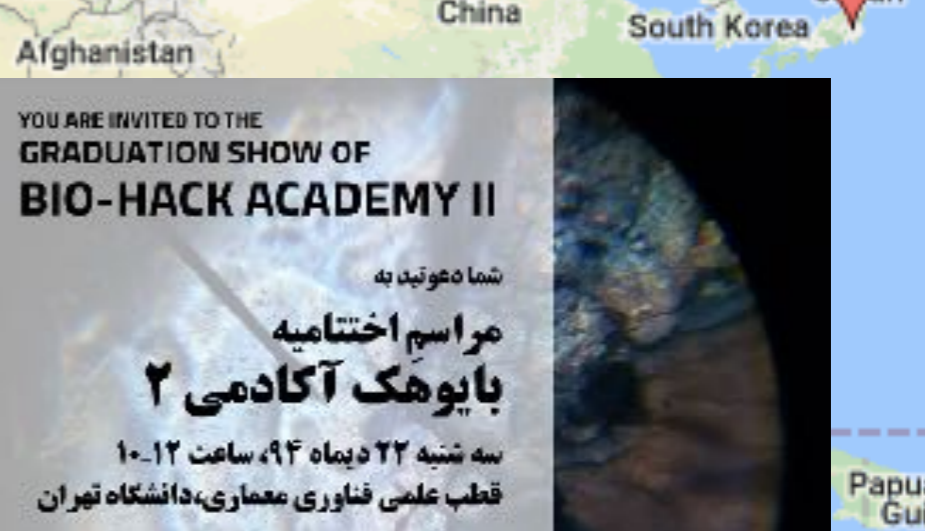 China
South Korea
Afghanistan
YOU ARE INVITED TO THE
GRADUATION SHOW OF
BIO-HACK ACADEMY II
شما دعوتید به
مراسمِ اختتامیه
بایوهَک آکادمی ۲
سه شنبه ۲۲ دیماه ۹۴، ساعت ۱۲-۱۰
قطب علمی فناوری معماری،دانشگاه تهران
Papua
Gui